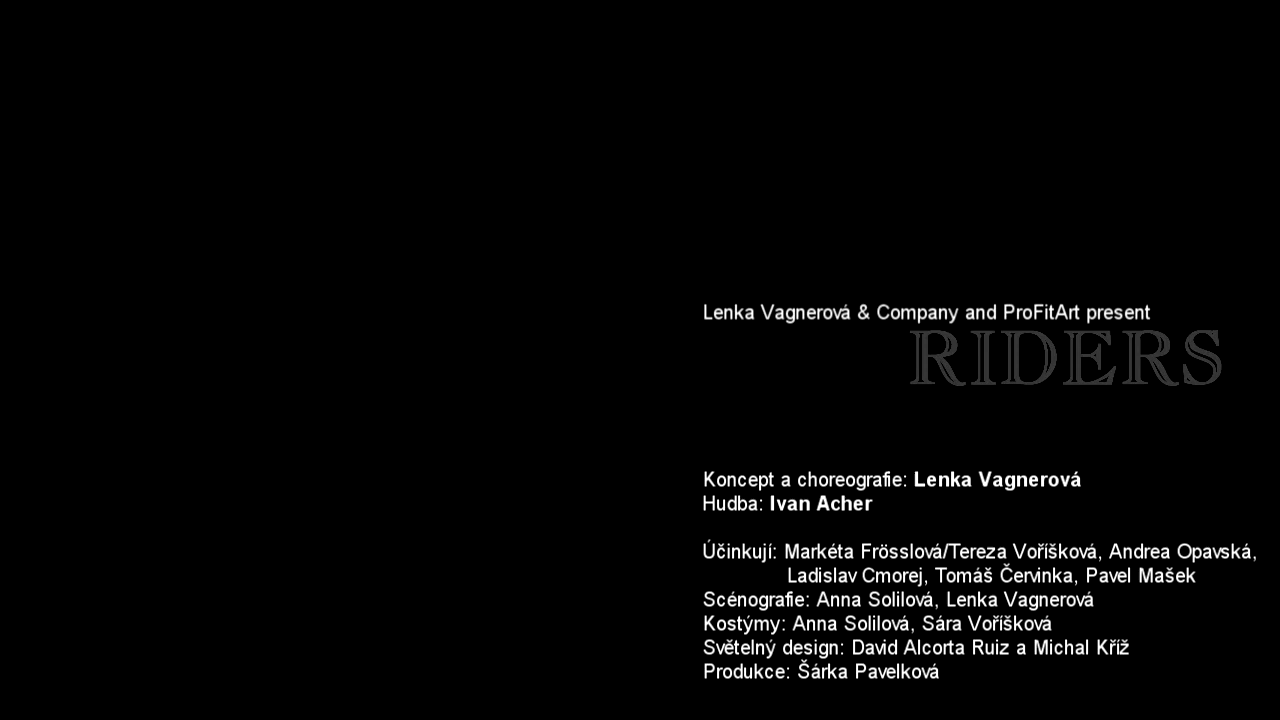 Lenka Vagnerová & Company and ProFitArt present
RIDERS
Koncept a choreografie: Lenka Vagnerová
Hudba: Ivan Acher
Účinkují: Markéta Frösslová/Tereza Voříšková, Andrea Opavská,
Ladislav Cmorej, Tomáš Červinka, Pavel Mašek
Scénografie: Anna Solilová, Lenka Vagnerová
Kostýmy: Anna Solilová, Sára Voříšková
Světelný design: David Alcorta Ruiz a Michal Kříž
Produkce: Šárka Pavelková